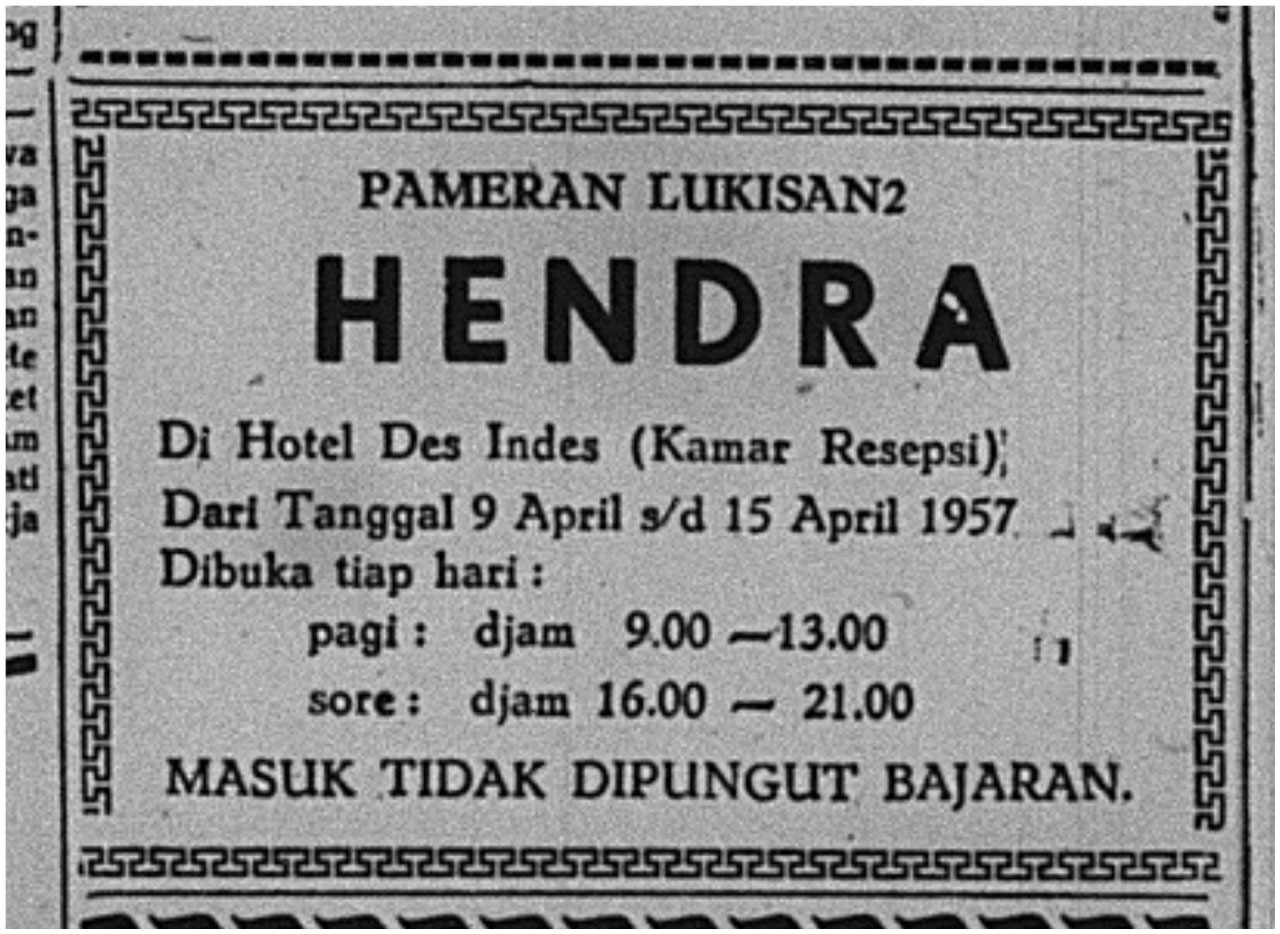 PAMERAN LUKISAN2
HENDRA
Di Hotel Des Indes (Kamar Resepsi)
Dari Tanggal 9 April s/d 15 April 1957
Dibuka tiap hari :
pagi : djam 9.00 —13.00
sore : djam 16.00 — 21.00
MASUK TIDAK DIPUNGUT BAJARAN.